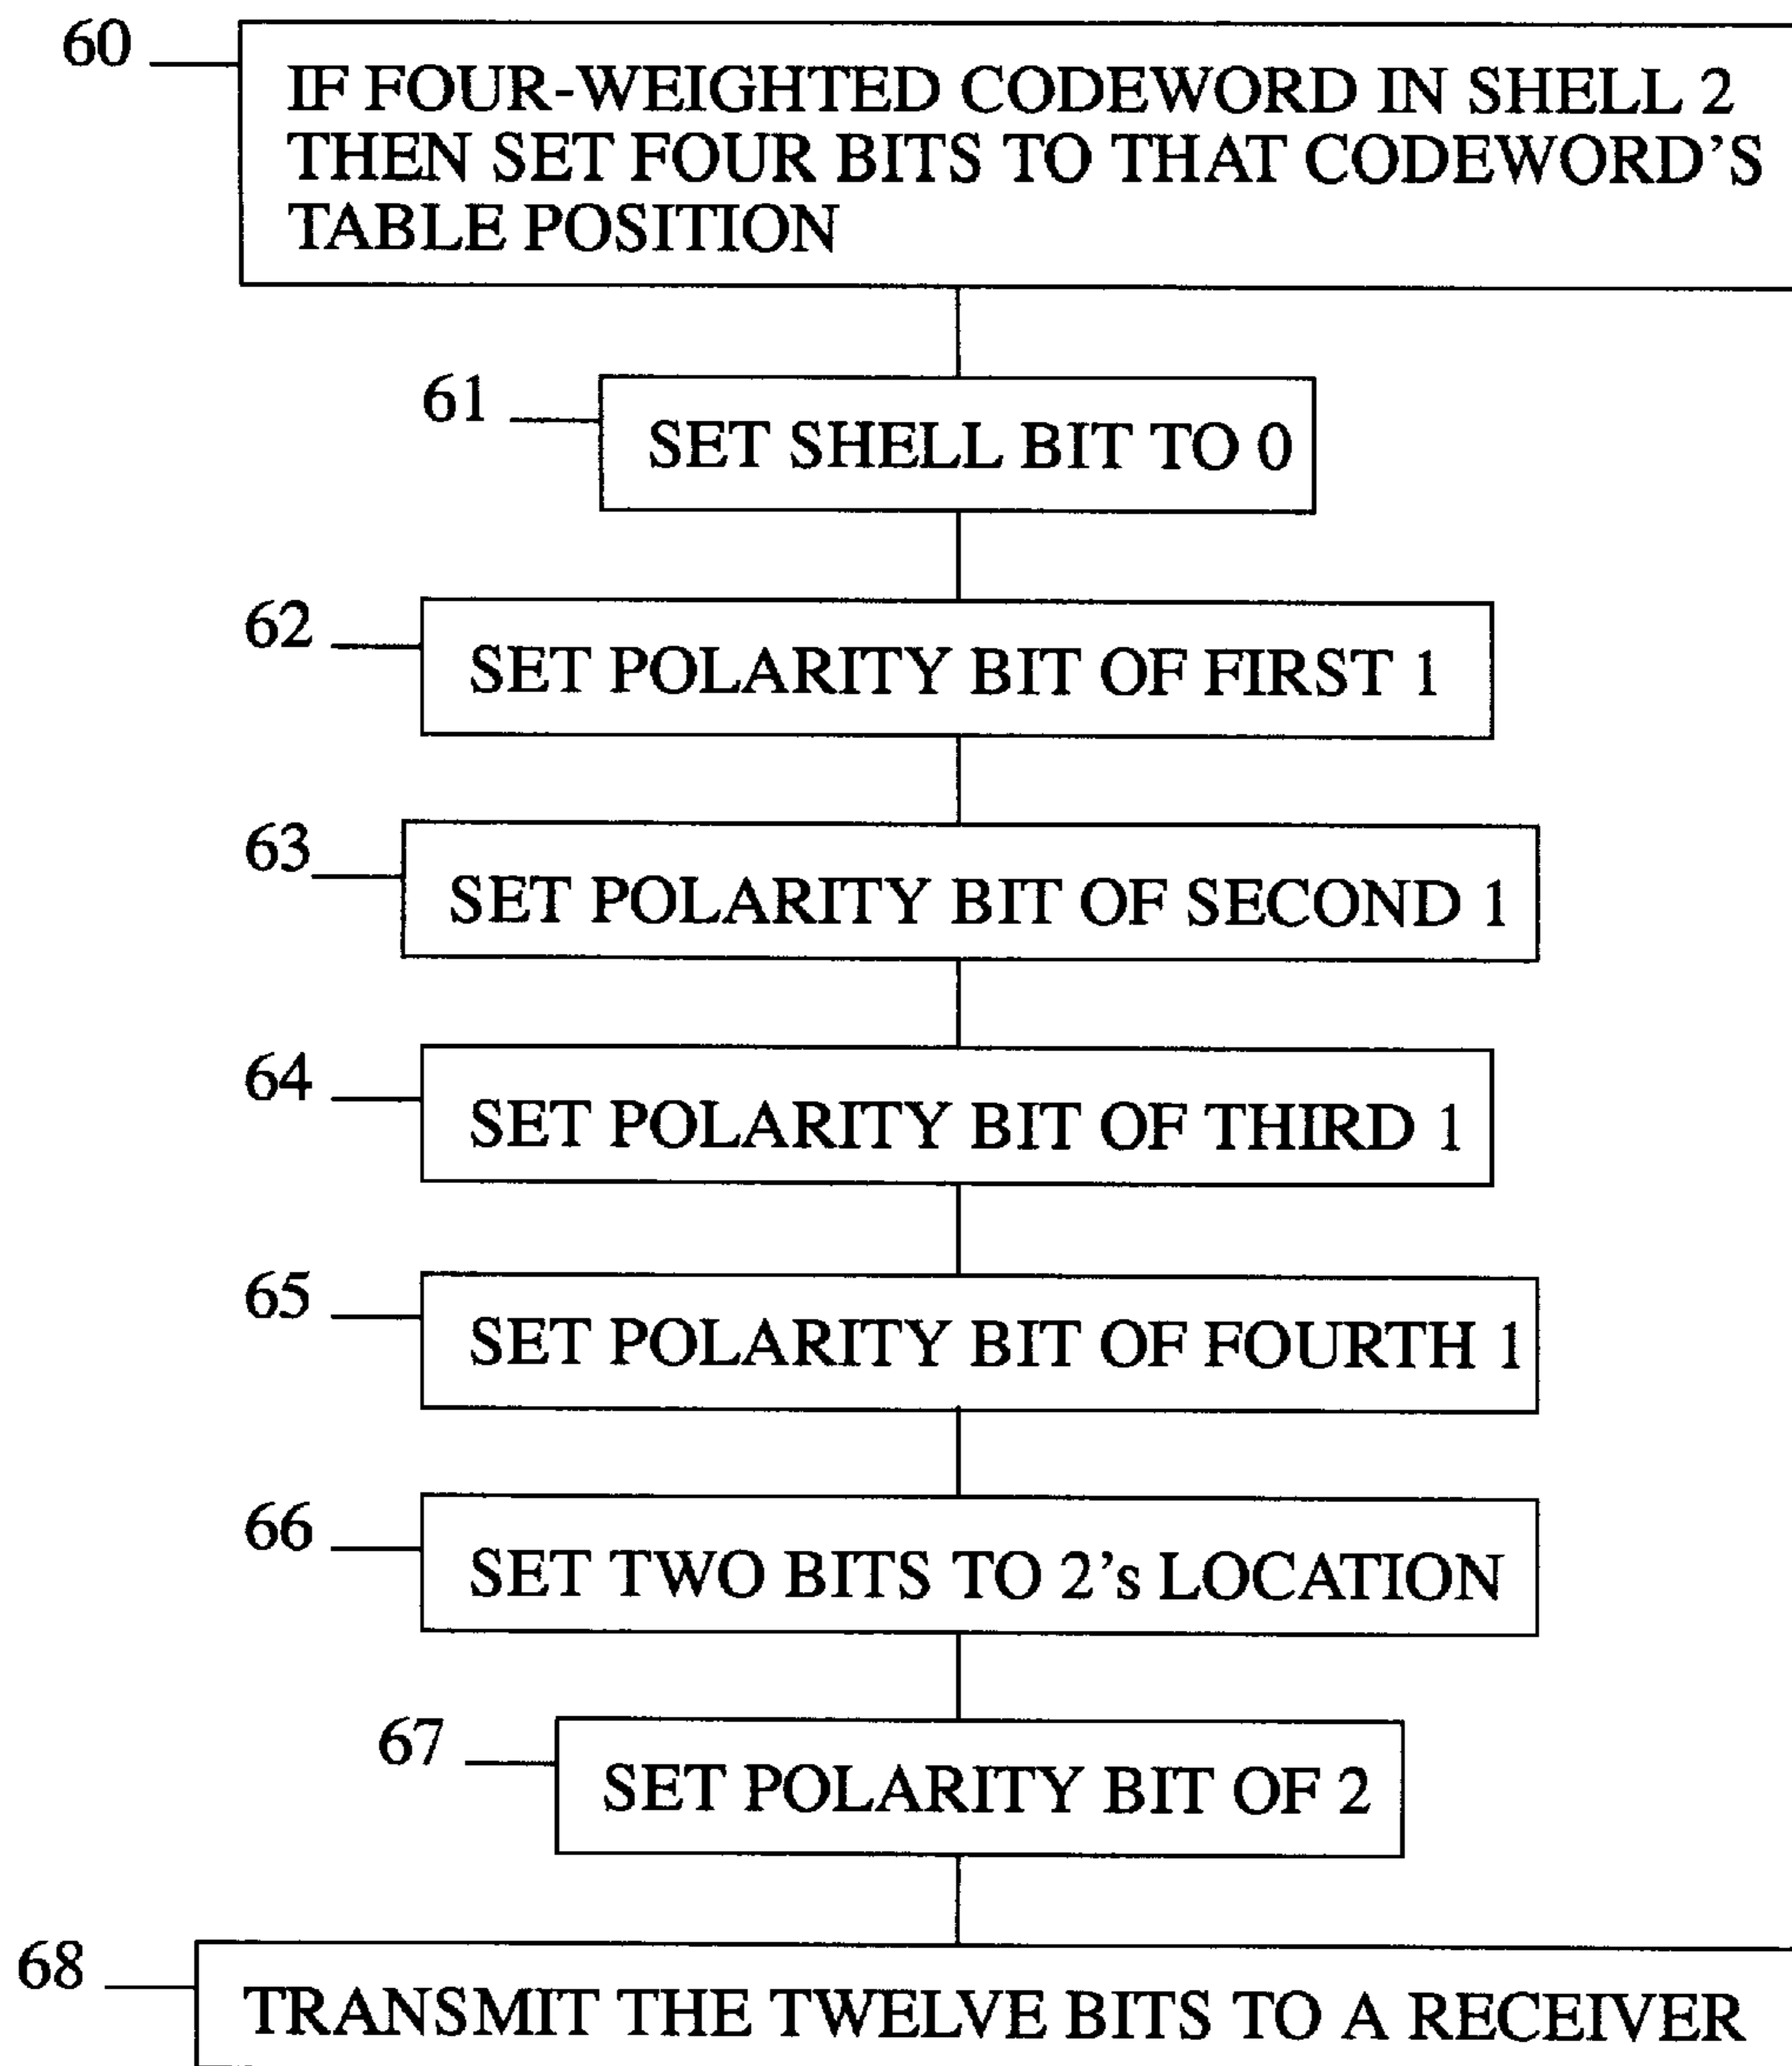 60
IF FOUR-WEIGHTED CODEWORD IN SHELL 2
THEN SET FOUR BITS TO THAT CODEWORD'S
TABLE POSITION
61
SET SHELL BIT TO 0
62
SET POLARITY BIT OF FIRST 1
63
SET POLARITY BIT OF SECOND 1
64
SET POLARITY BIT OF THIRD 1
65
SET POLARITY BIT OF FOURTH 1
66
SET TWO BITS TO 2's LOCATION
67
SET POLARITY BIT OF 2
68
TRANSMIT THE TWELVE BITS TO A RECEIVER